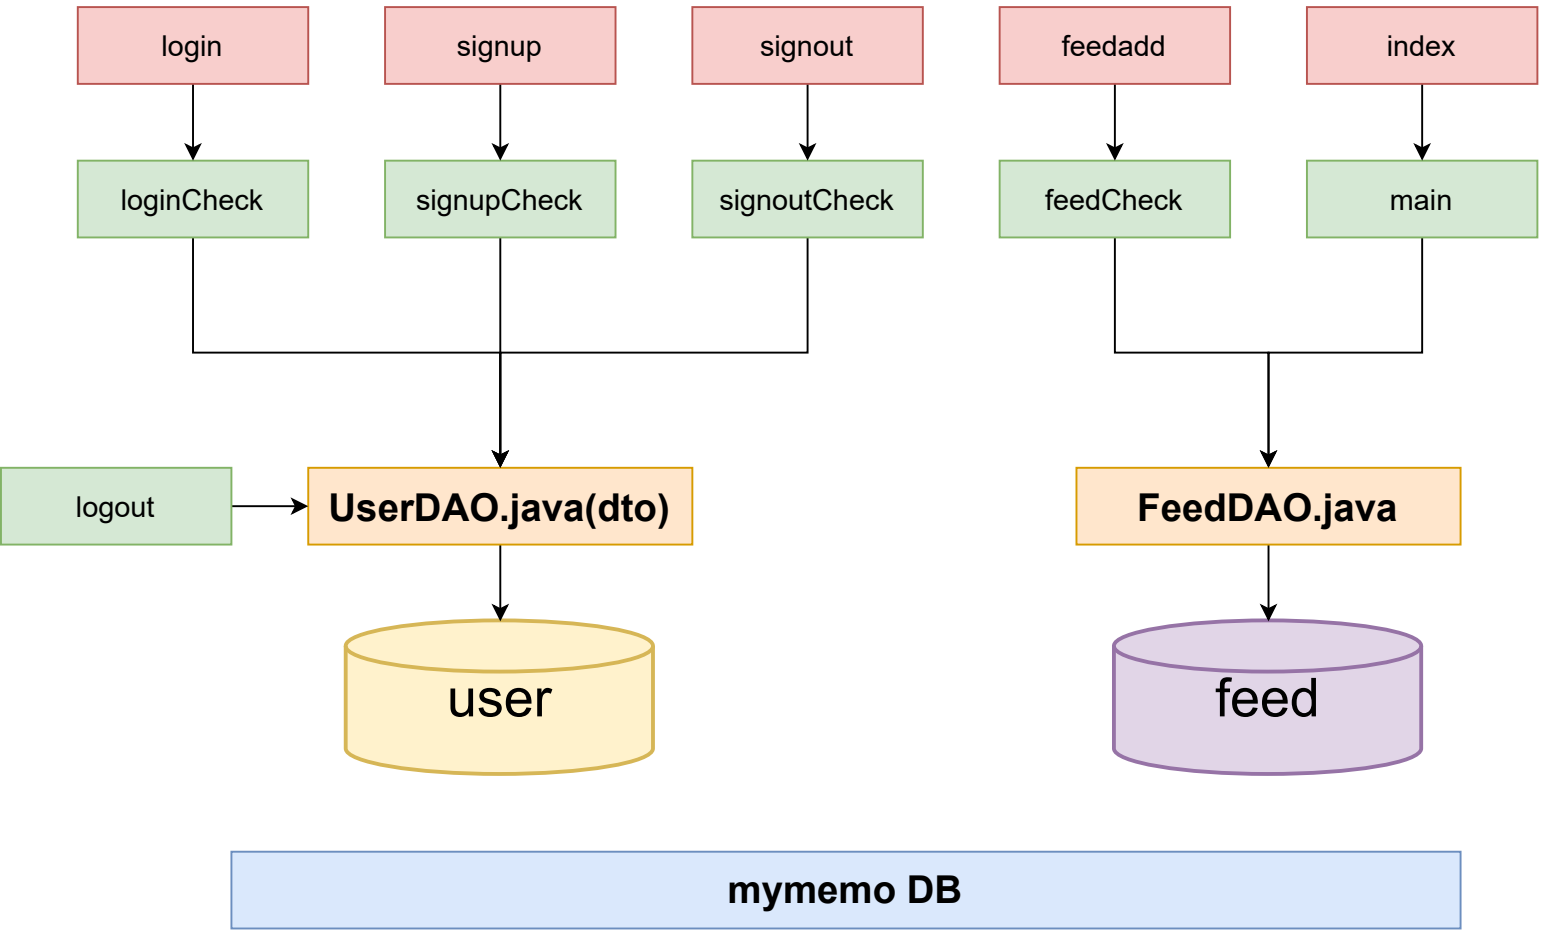 login
signup
signout
feedadd
index
loginCheck
signupCheck
signoutCheck
feedCheck
main
logout
UserDAO.java(dto)
FeedDAO.java
user
feed
mymemo DB